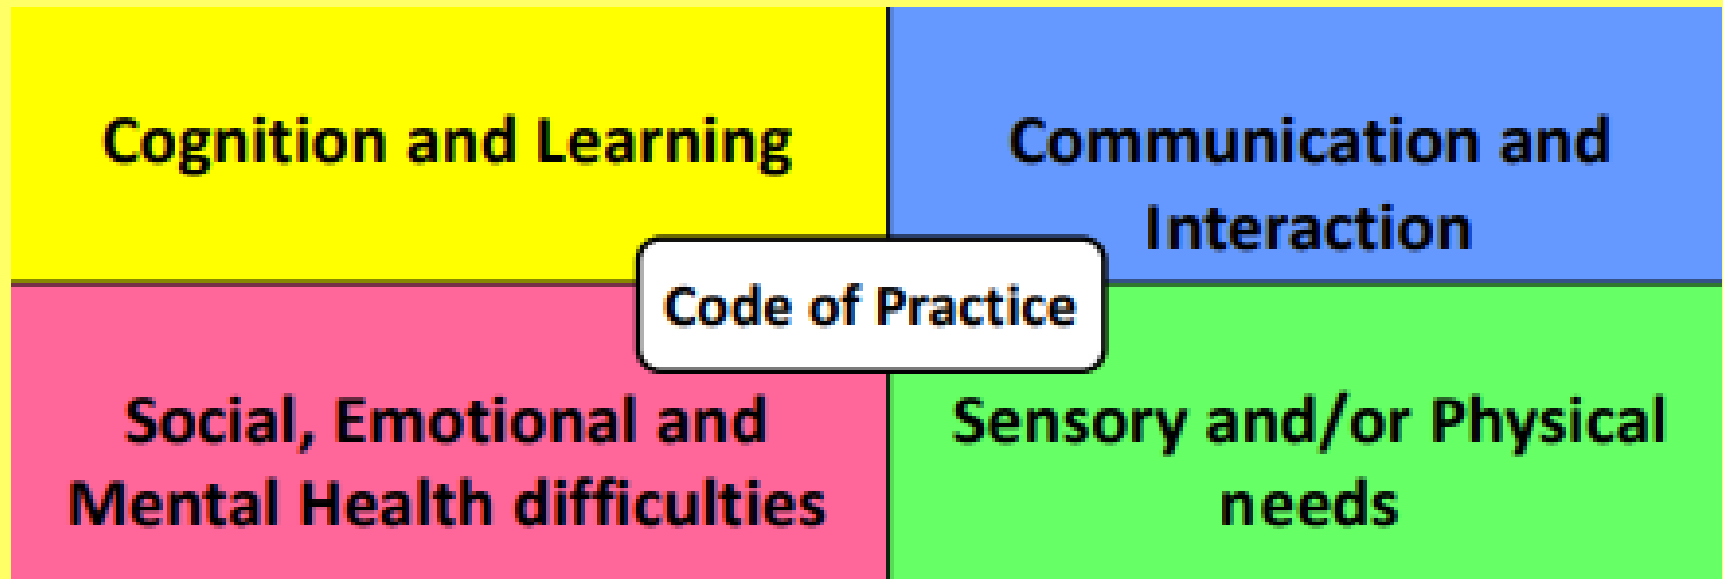 Cognition and Learning
Communication and
Interaction
Code of Practice
Social, Emotional and
Mental Health difficulties
Sensory and/or Physical
needs